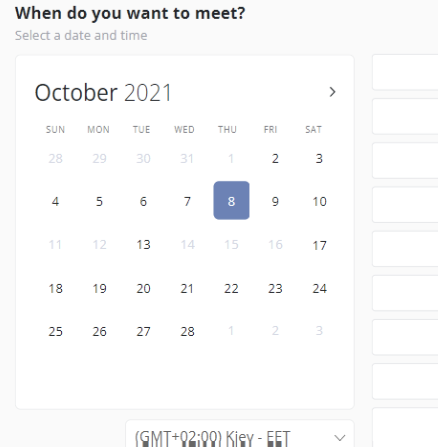 When do you want to meet?
Select a date and time
October 2021
SUN MON TUE WED THU FRI SAT
28 29 30 31 1 2 3
4 5 6 7 8 9 10
11 12 13 14 15 16 17
18 19 20 21 22 23 24
25 26 27 28 1 2 3
(GMT+02:00) Kiev - EET